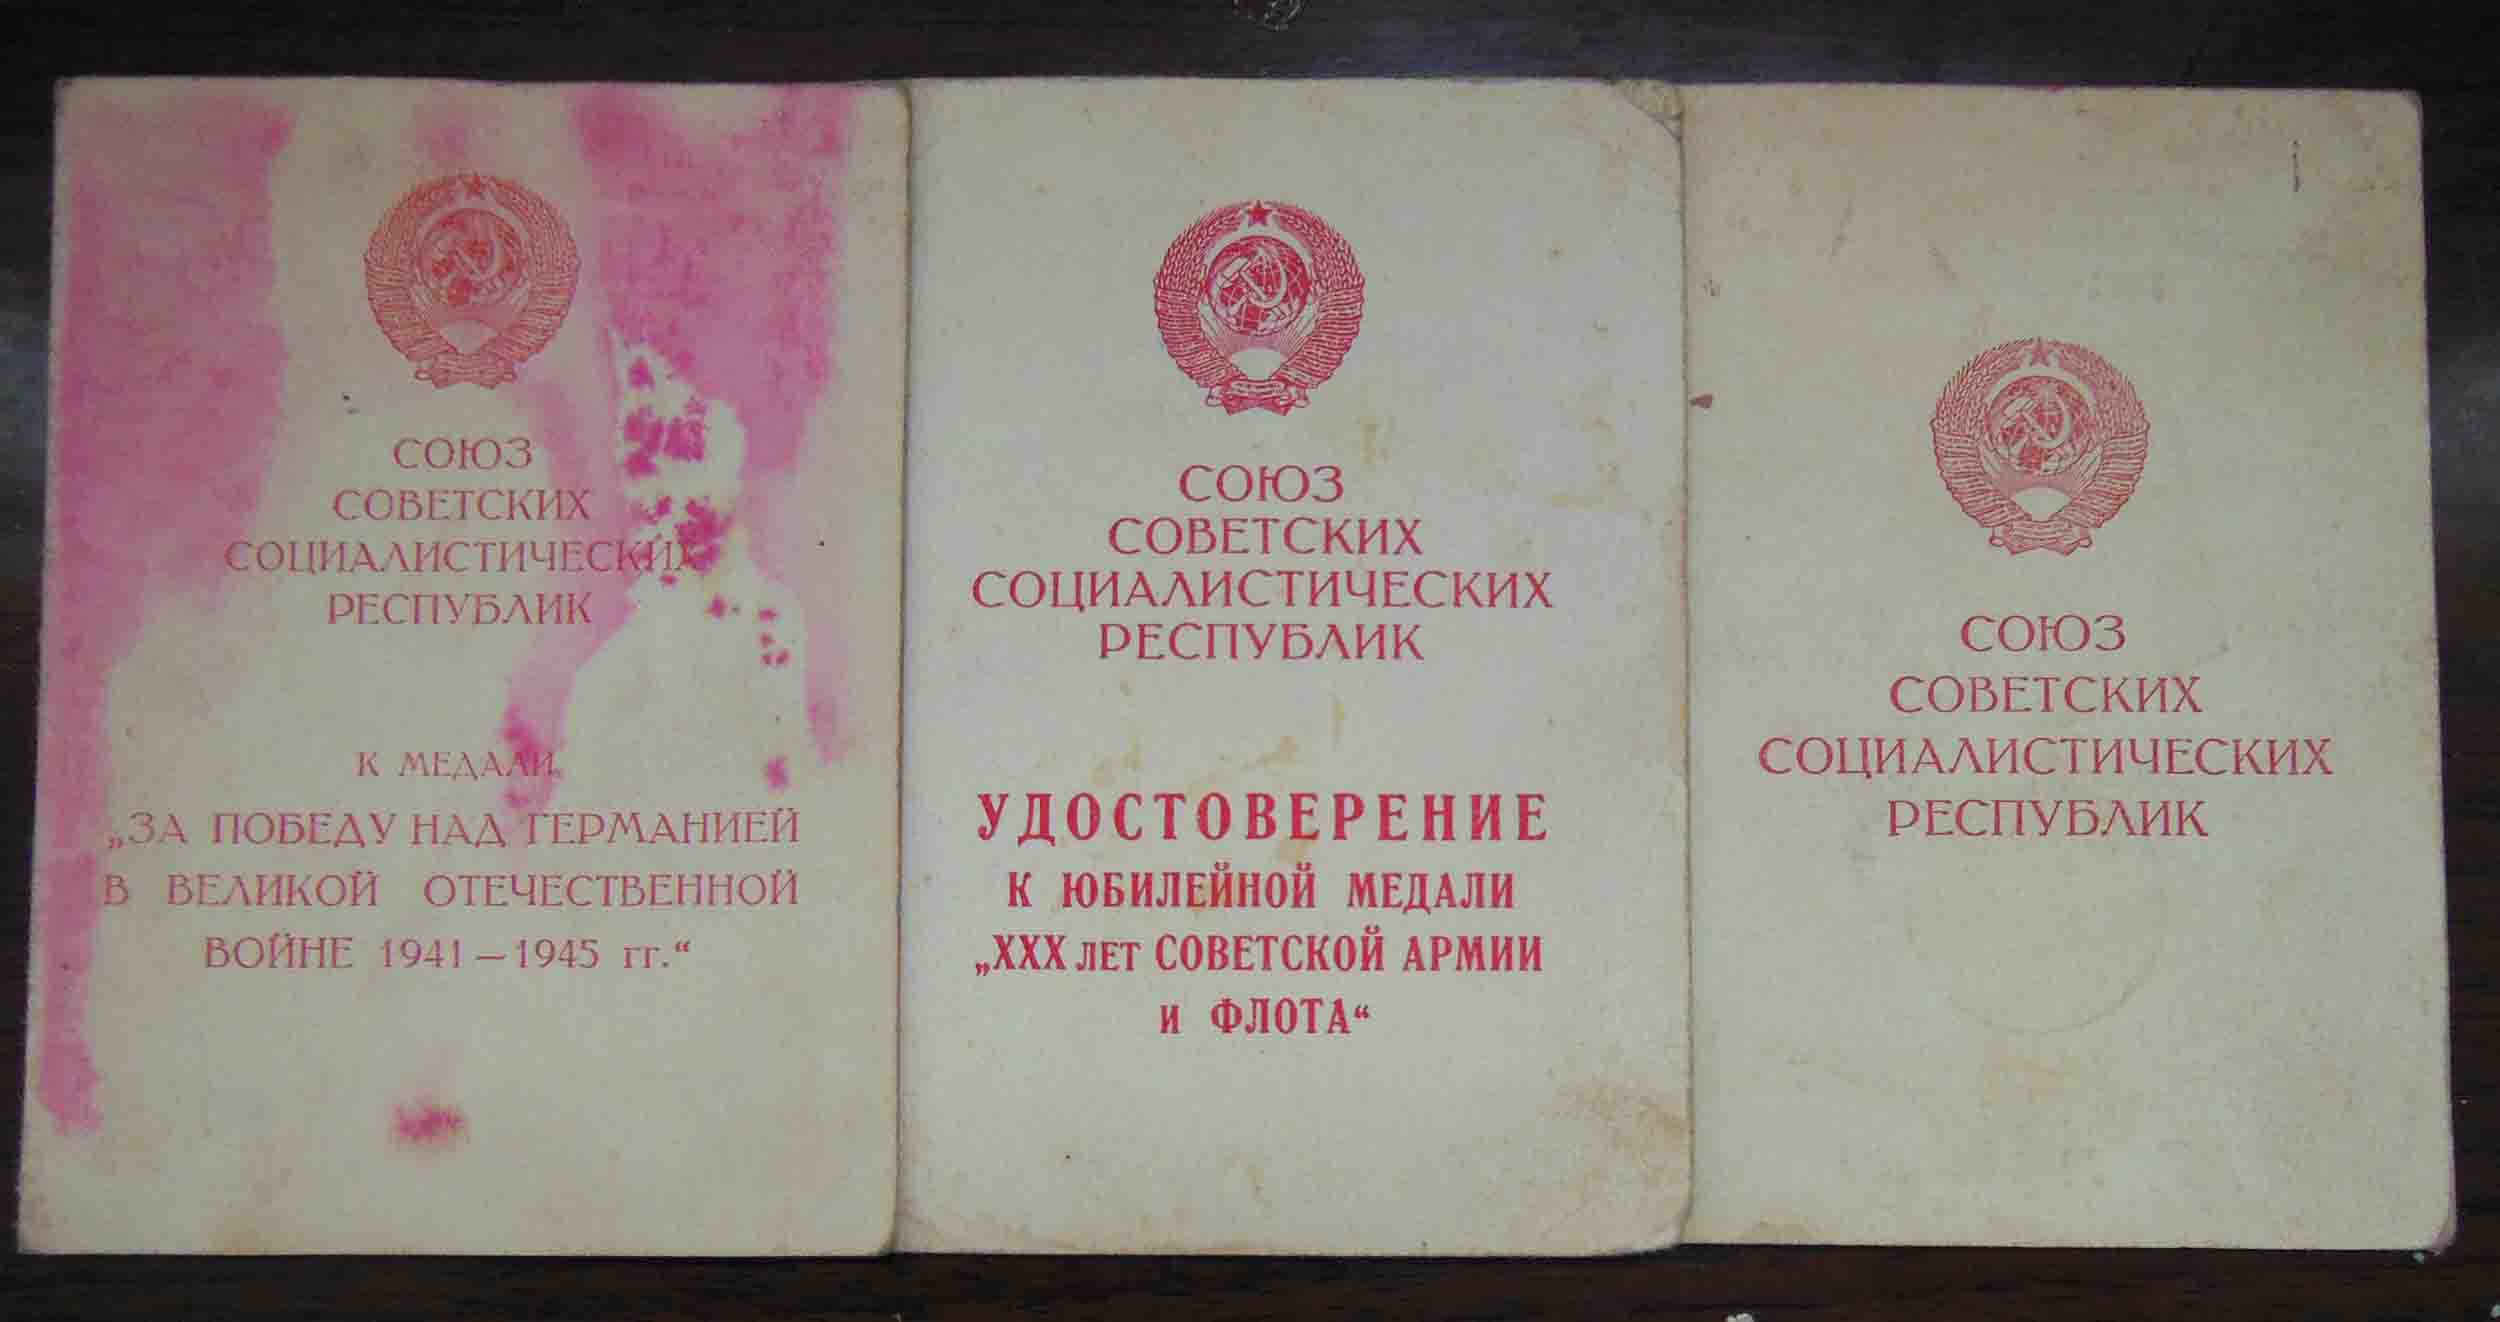 СОЮЗ
СОВЕТСКИХ
СОЦИАЛИСТИЧЕСКИХ
РЕСПУБЛИК
К МЕДАЛИ
„ЗА ПОБЕДУ НАД ГЕРМАНИЕЙ
В ВЕЛИКОЙ ОТЕЧЕСТВЕННОЙ
ВОЙНЕ 1941–1945 гг.“
СОЮЗ
СОВЕТСКИХ
СОЦИАЛИСТИЧЕСКИХ
РЕСПУБЛИК
УДОСТОВЕРЕНИЕ
К ЮБИЛЕЙНОЙ МЕДАЛИ
„XXX ЛЕТ СОВЕТСКОЙ АРМИИ
И ФЛОТА“
СОЮЗ
СОВЕТСКИХ
СОЦИАЛИСТИЧЕСКИХ
РЕСПУБЛИК